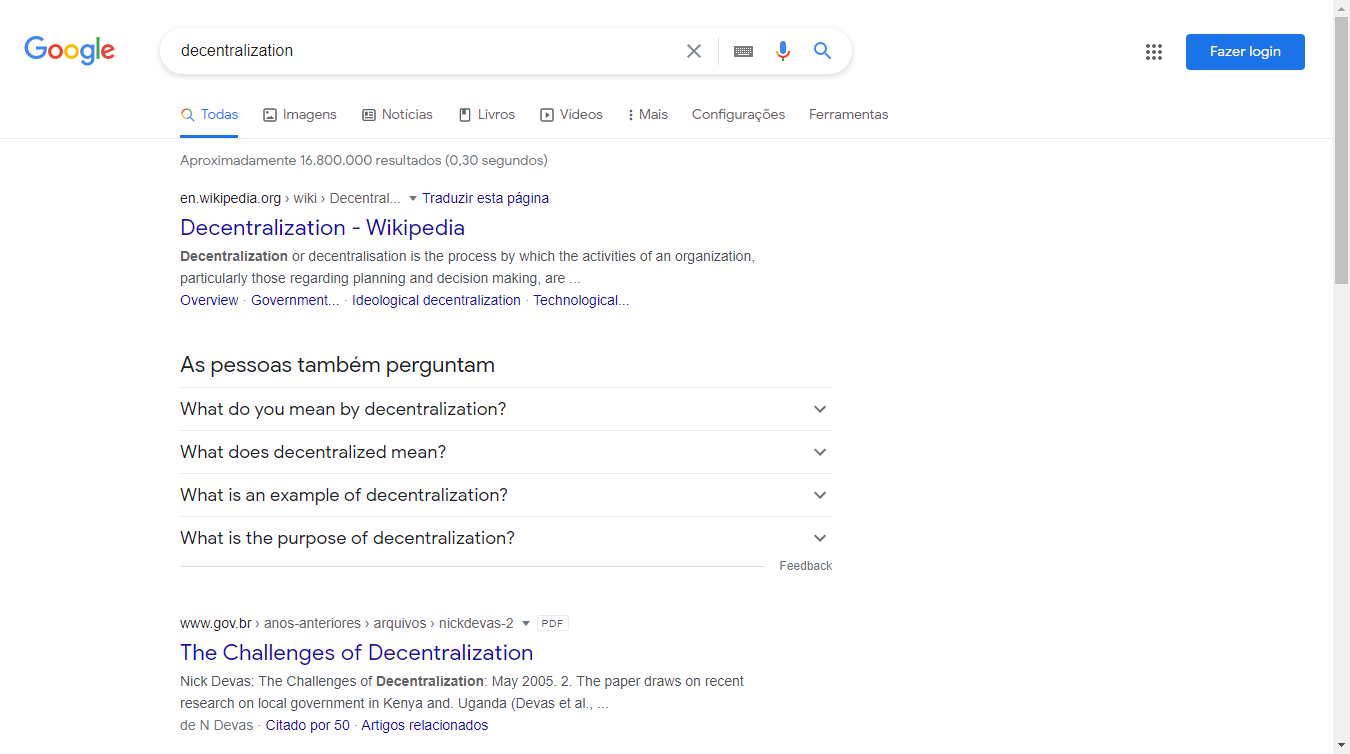 Google
decentralization
Fazer login
Todas Imagens Notícias Livros Vídeos Mais Configurações Ferramentas
Aproximadamente 16.800.000 resultados (0,30 segundos)
en.wikipedia.org › wiki › Decentral... Traduzir esta página
Decentralization - Wikipedia
Decentralization or decentralisation is the process by which the activities of an organization,
particularly those regarding planning and decision making, are ...
Overview · Government... · Ideological decentralization · Technological...
As pessoas também perguntam
What do you mean by decentralization?
What does decentralized mean?
What is an example of decentralization?
What is the purpose of decentralization?
Feedback
www.gov.br › anos-anteriores › arquivos › nickdevas-2 PDF
The Challenges of Decentralization
Nick Devas: The Challenges of Decentralization: May 2005. 2. The paper draws on recent
research on local government in Kenya and. Uganda (Devas et al., ...
de N Devas · Citado por 50 · Artigos relacionados